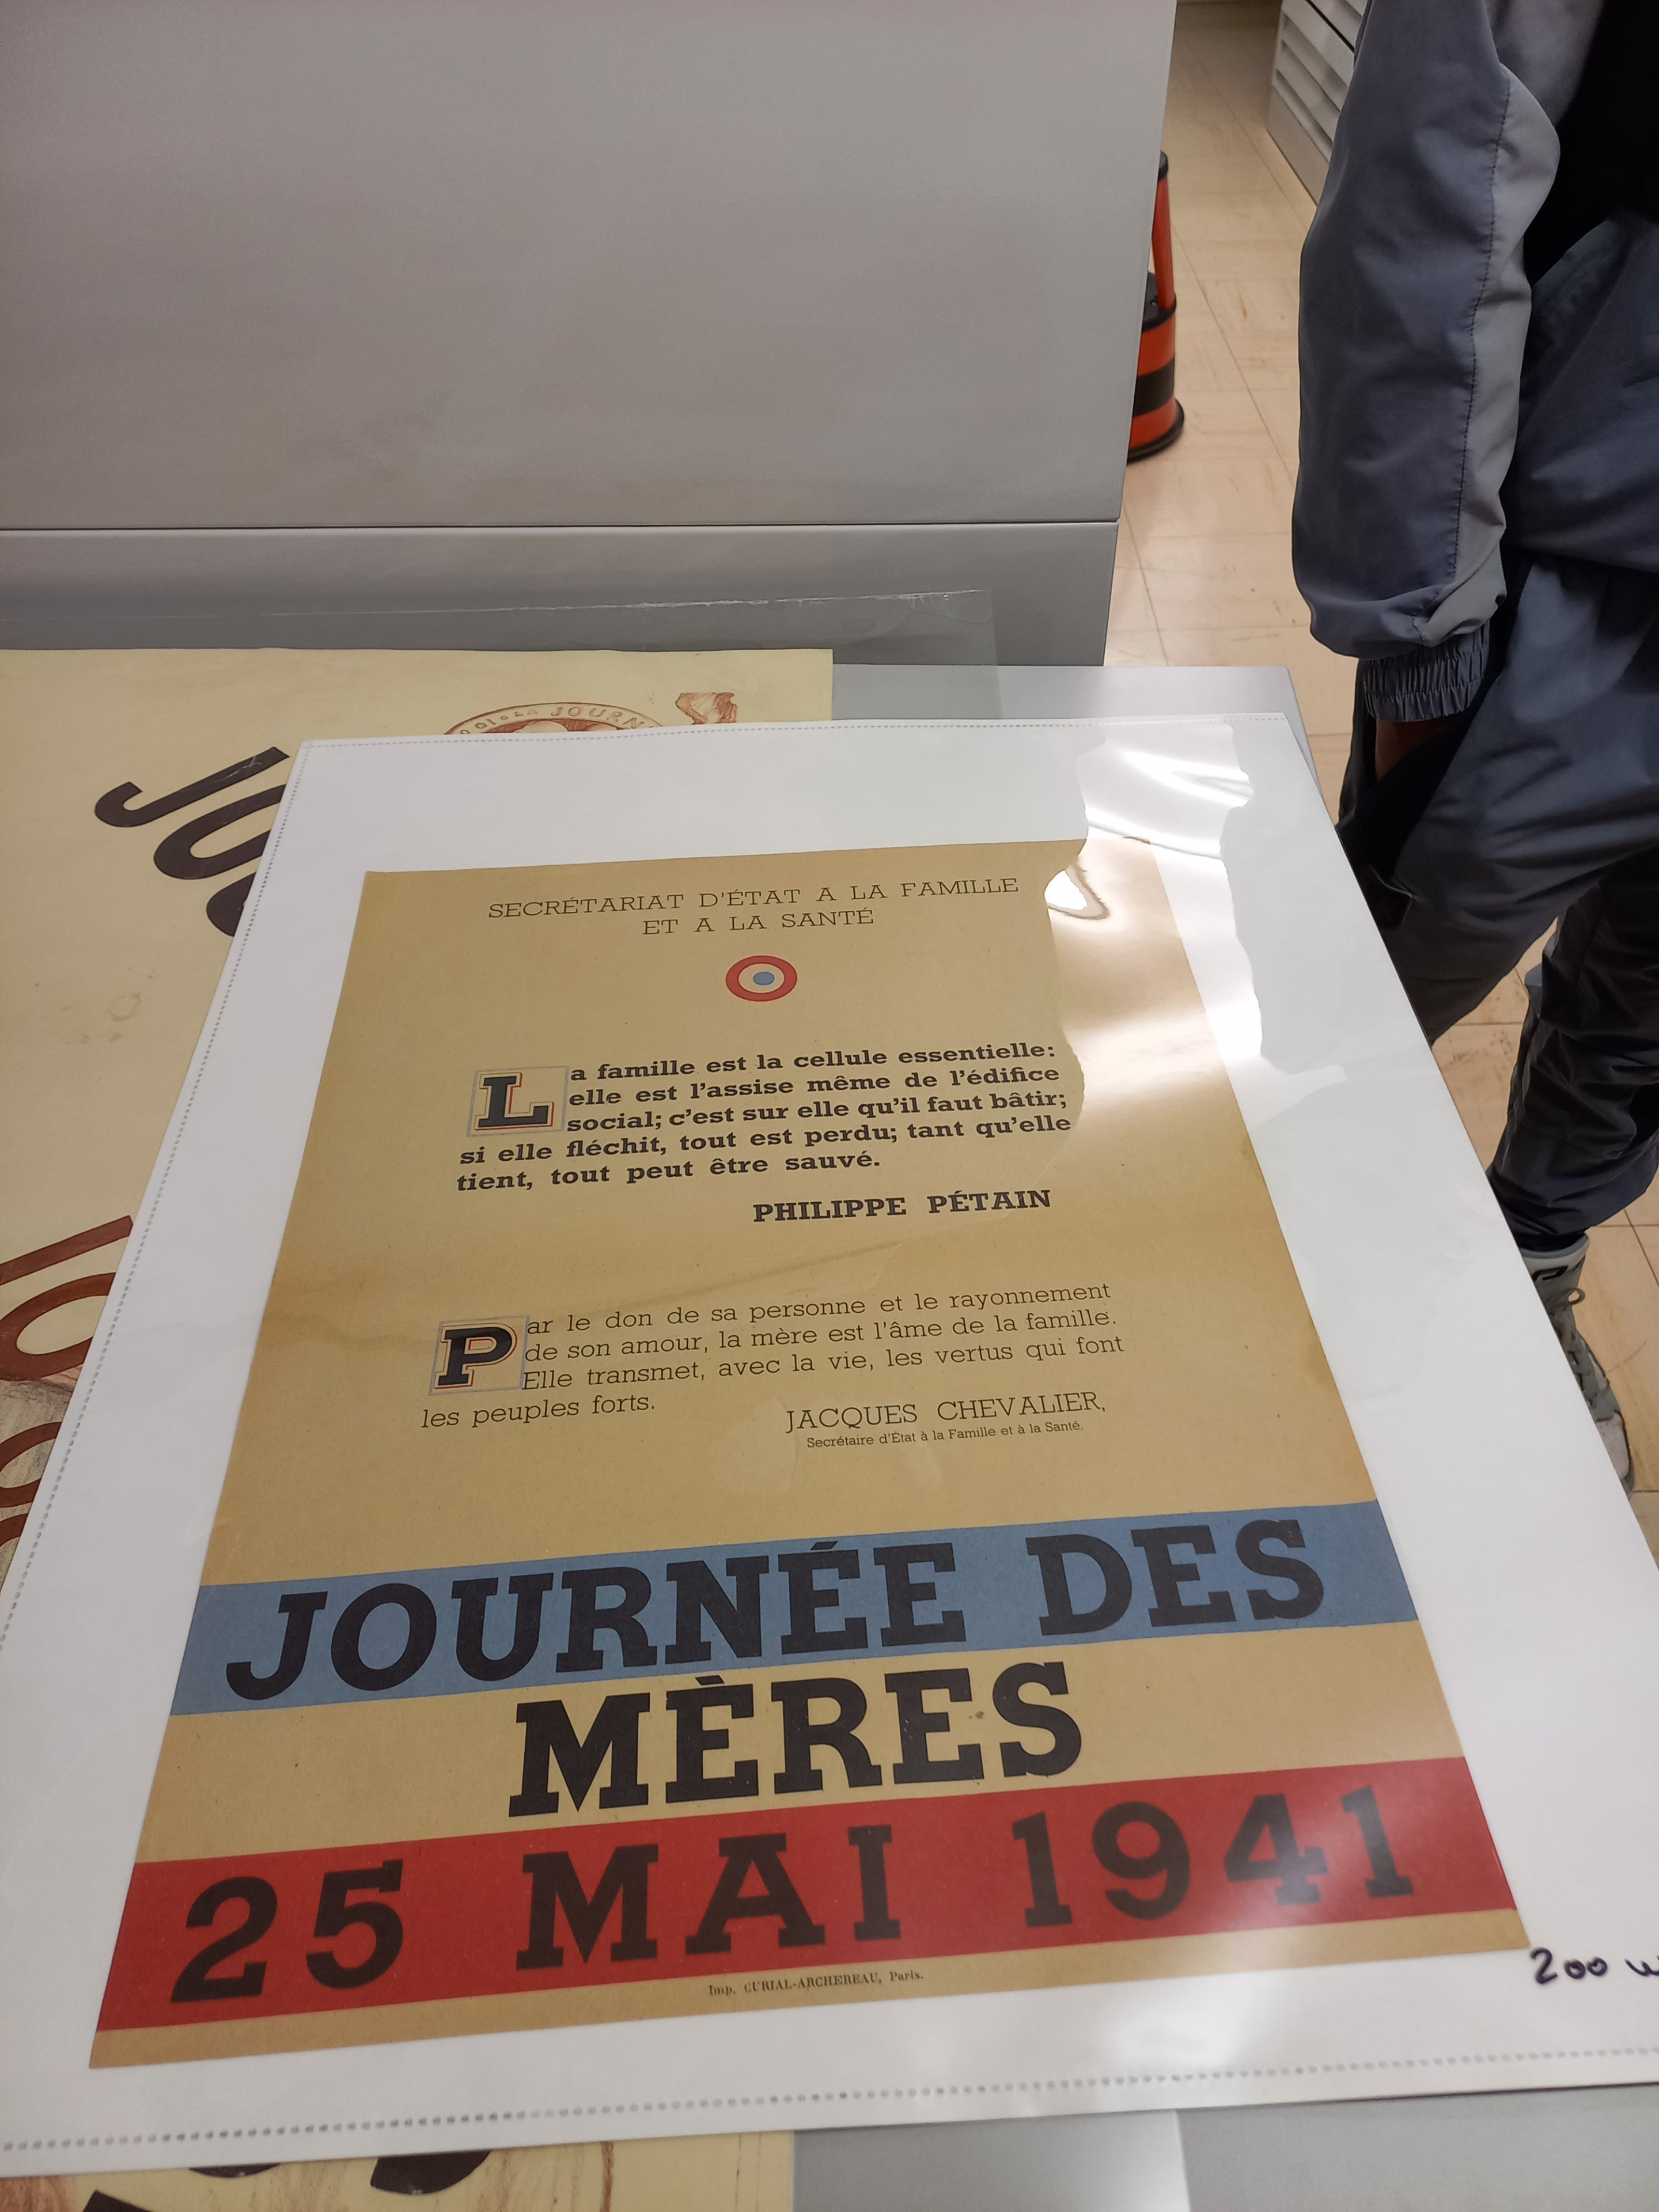 JOURN
JOU
SECRÉTARIAT D'ÉTAT A LA FAMILLE
ET A LA SANTÉ
La famille est la cellule essentielle:
elle est l'assise même de l'édifice
social; c'est sur elle qu'il faut bâtir;
si elle fléchit, tout est perdu; tant qu'elle
tient, tout peut être sauvé.
PHILIPPE PÉTAIN
Par le don de sa personne et le rayonnement
de son amour, la mère est l'âme de la famille.
Elle transmet, avec la vie, les vertus qui font
les peuples forts.
JACQUES CHEVALIER,
Secrétaire d'État à la Famille et à la Santé.
JOURNÉE DES
MÈRES
25 MAI 1941
Imp. CURIAL-ARCHEREAU, Paris.
200